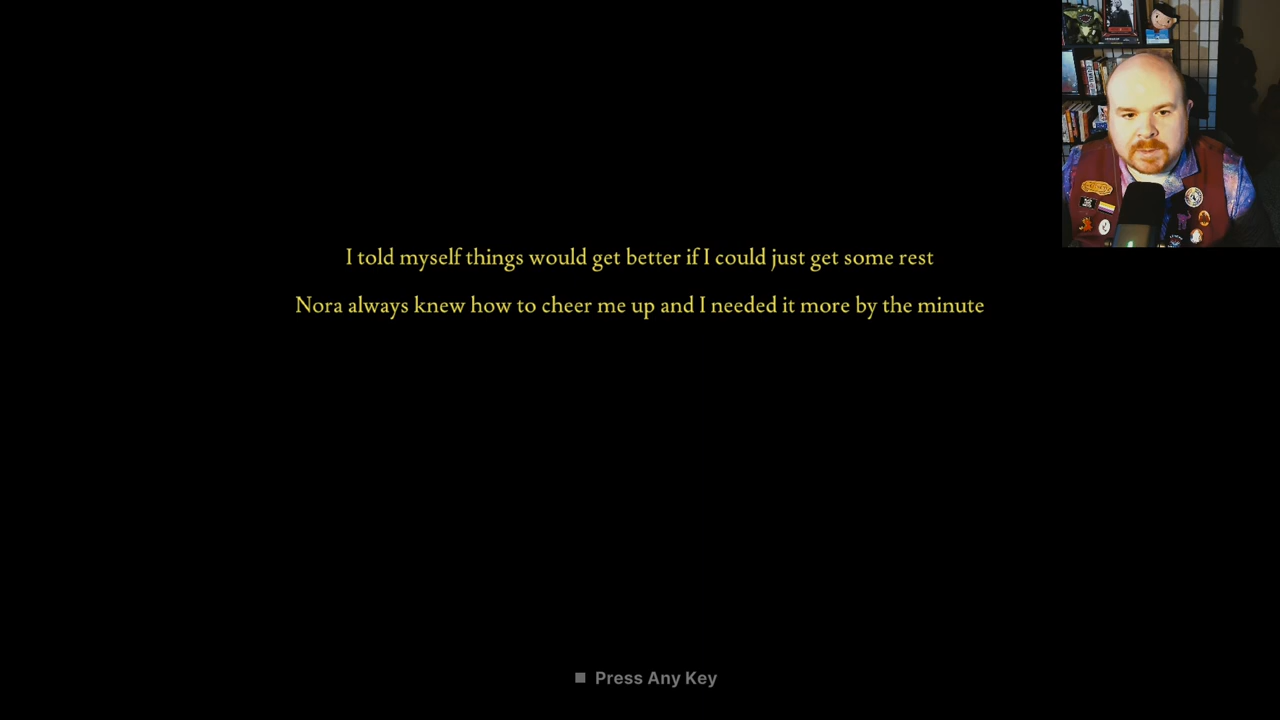 I told myself things would get better if I could just get some rest
Nora always knew how to cheer me up and I needed it more by the minute
Press Any Key